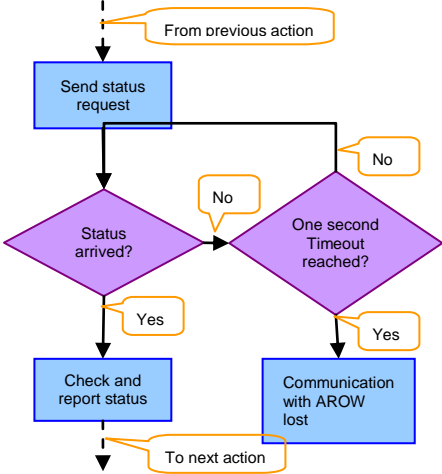 From previous action
Send status
request
No
No
Status
arrived?
One second
Timeout
reached?
Yes
Yes
Check and
report status
Communication
with AROW
lost
To next action